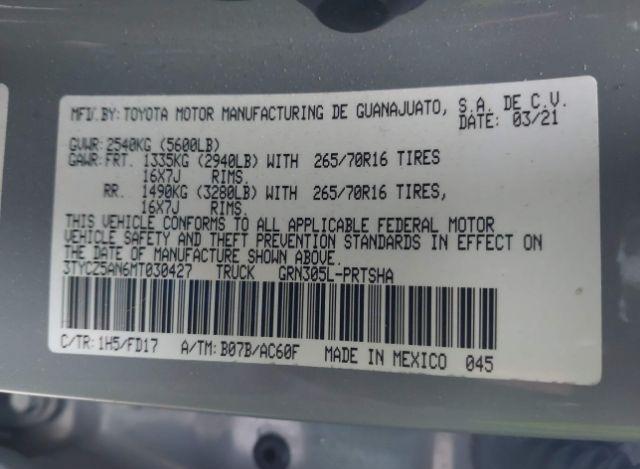 MFD. BY: TOYOTA MOTOR MANUFACTURING DE GUANAJUATO, S.A. DE C.V.
DATE: 03/21
GVWR: 2540KG (5600LB)
GAWR: FRT. 1335KG (2940LB) WITH 265/70R16 TIRES
16X7J RIMS.
RR. 1490KG (3280LB) WITH 265/70R16 TIRES,
16X7J RIMS.
THIS VEHICLE CONFORMS TO ALL APPLICABLE FEDERAL MOTOR
VEHICLE SAFETY AND THEFT PREVENTION STANDARDS IN EFFECT ON
THE DATE OF MANUFACTURE SHOWN ABOVE.
3TYCZ5AN6MT030427 TRUCK GRN305L-PRTSHA
C/TR: 1H5/FD17 A/TM: B07B/AC60F MADE IN MEXICO 045